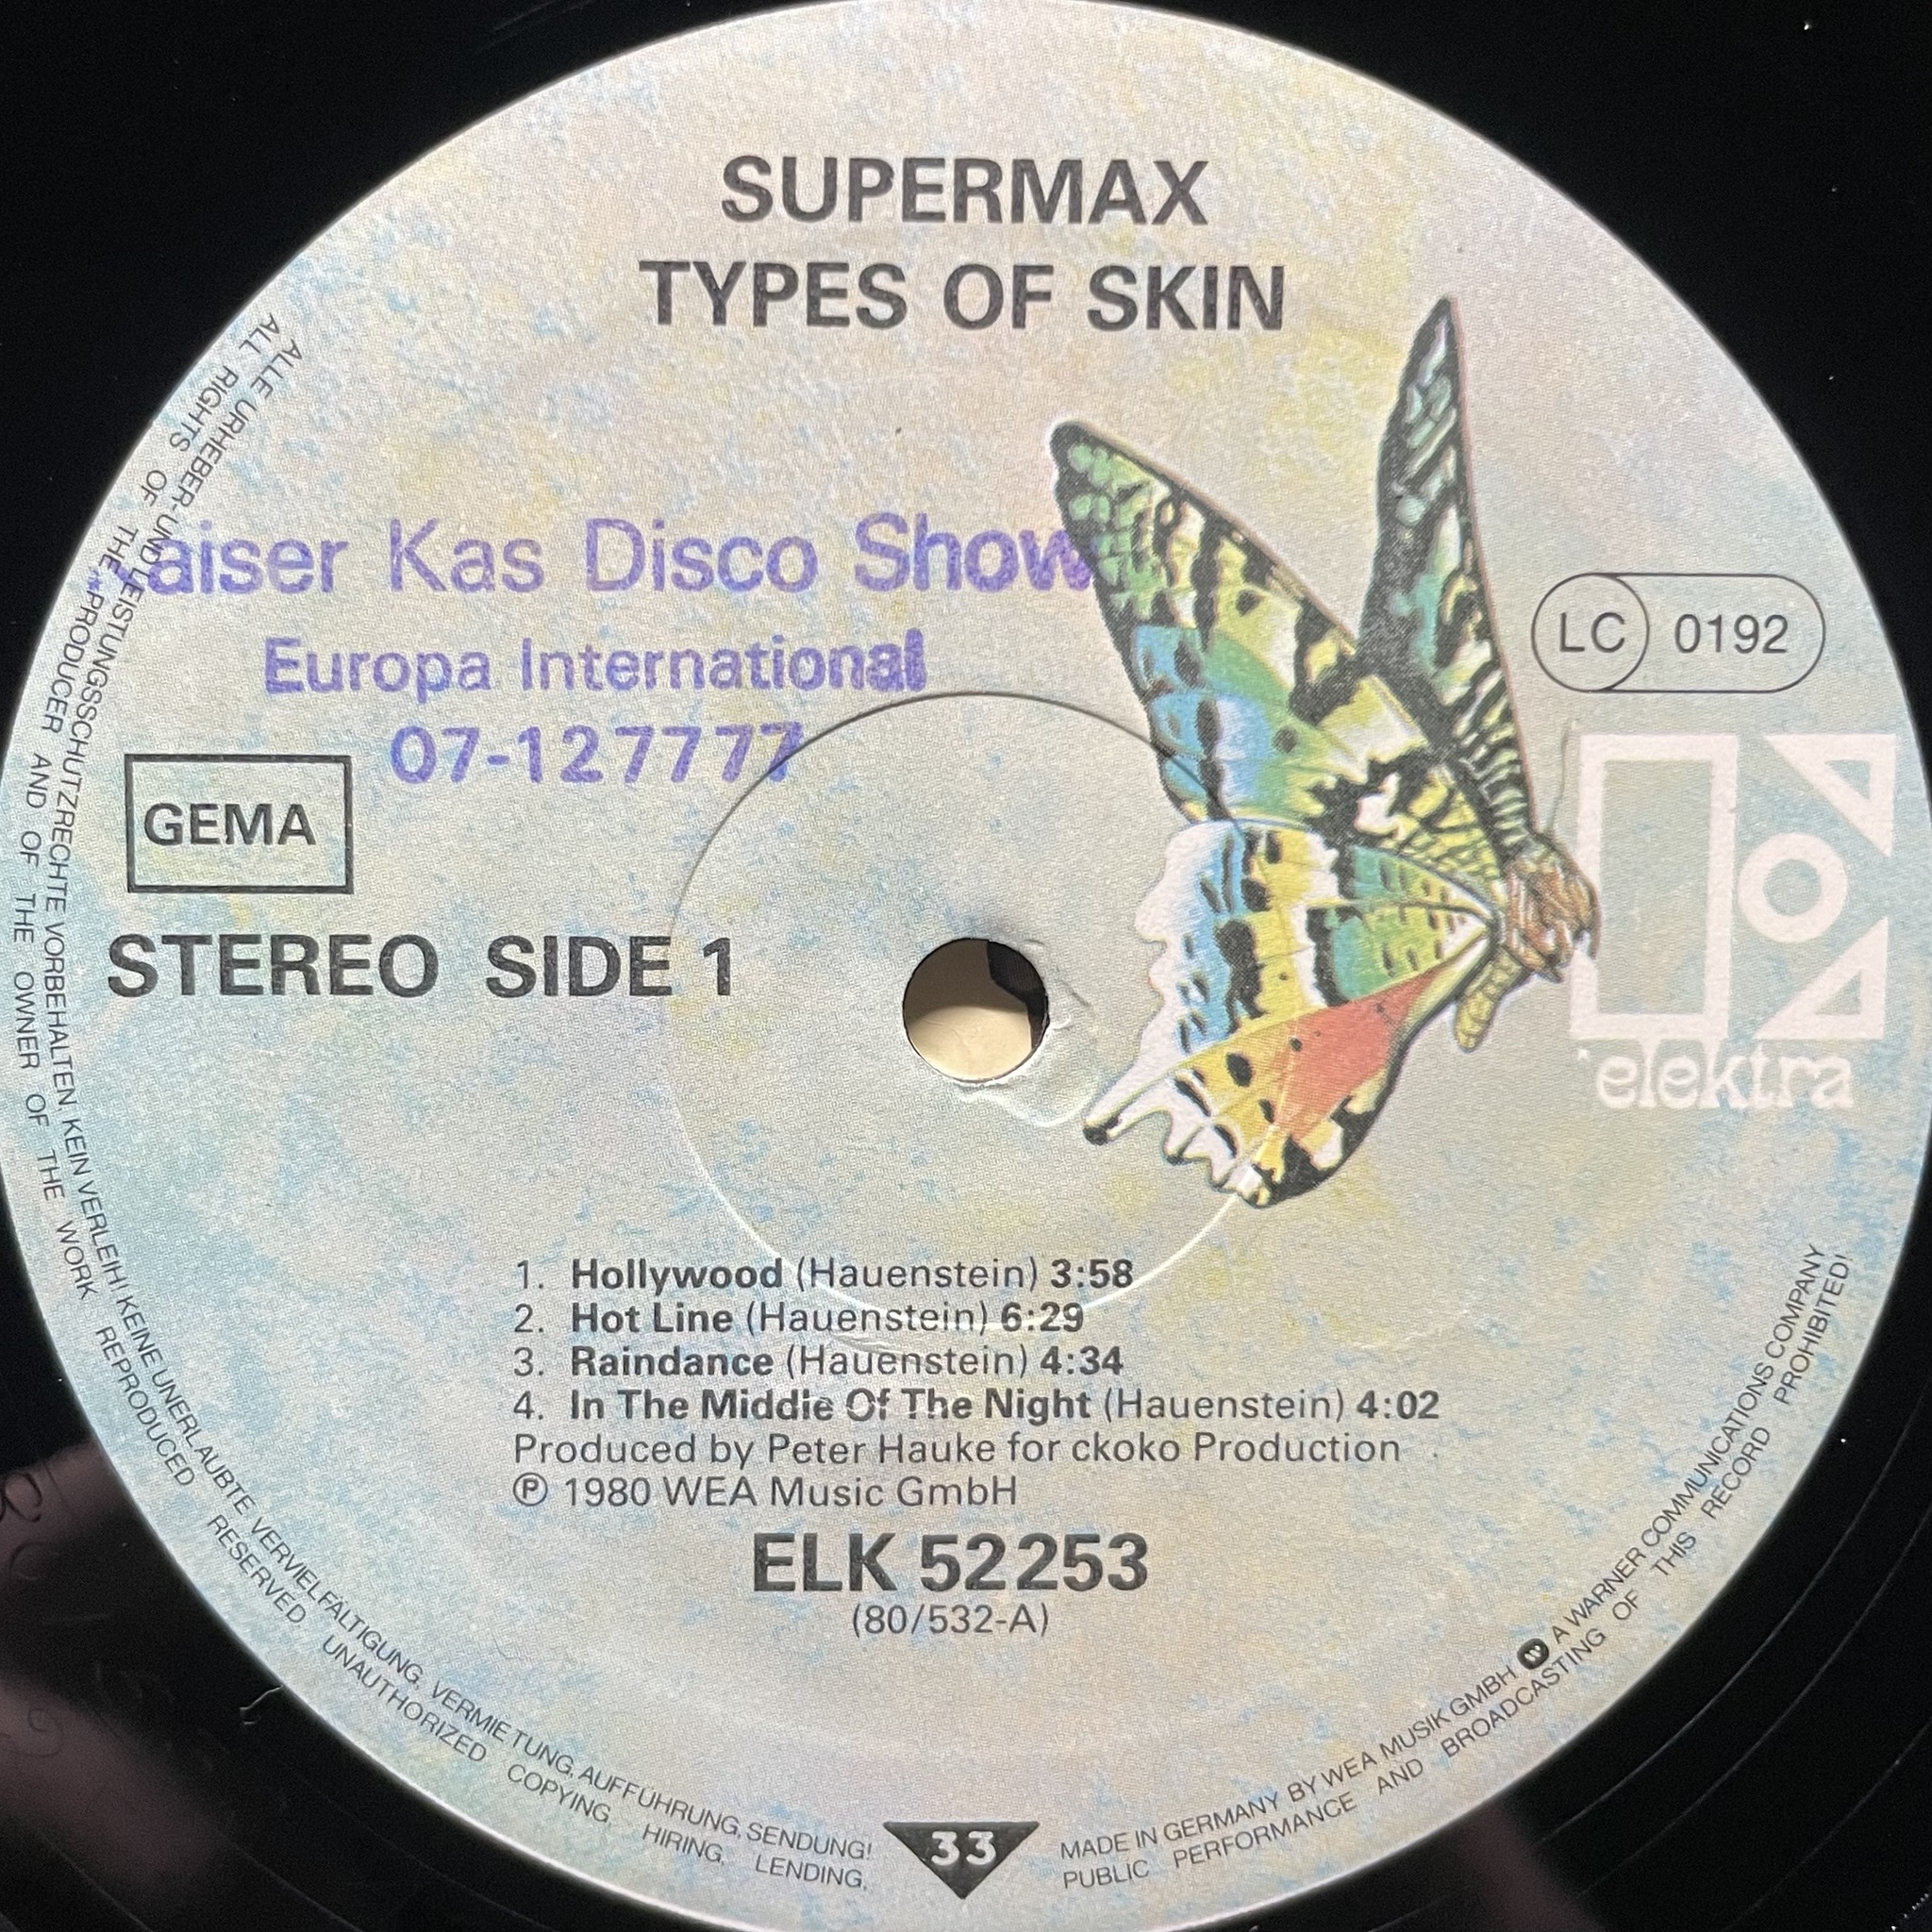 SUPERMAX
TYPES OF SKIN
Kaiser Kas Disco Show
Europa International
07-127777
LC 0192
GEMA
STEREO SIDE 1
elektra
1. Hollywood (Hauenstein) 3:58
2. Hot Line (Hauenstein) 6:29
3. Raindance (Hauenstein) 4:34
4. In The Middle Of The Night (Hauenstein) 4:02
Produced by Peter Hauke for ckoko Production
℗ 1980 WEA Music GmbH
ELK 52253
(80/532-A)
33
ALLE URHEBER-UND LEISTUNGSSCHUTZRECHTE VORBEHALTEN. KEIN VERLEIH! KEINE UNERLAUBTE VERVIELFÄLTIGUNG, VERMIETUNG, AUFFÜHRUNG, SENDUNG!
ALL RIGHTS OF THE PRODUCER AND OF THE OWNER OF THE WORK REPRODUCED RESERVED. UNAUTHORIZED COPYING, HIRING, LENDING,
MADE IN GERMANY BY WEA MUSIK GMBH A WARNER COMMUNICATIONS COMPANY
PUBLIC PERFORMANCE AND BROADCASTING OF THIS RECORD PROHIBITED!